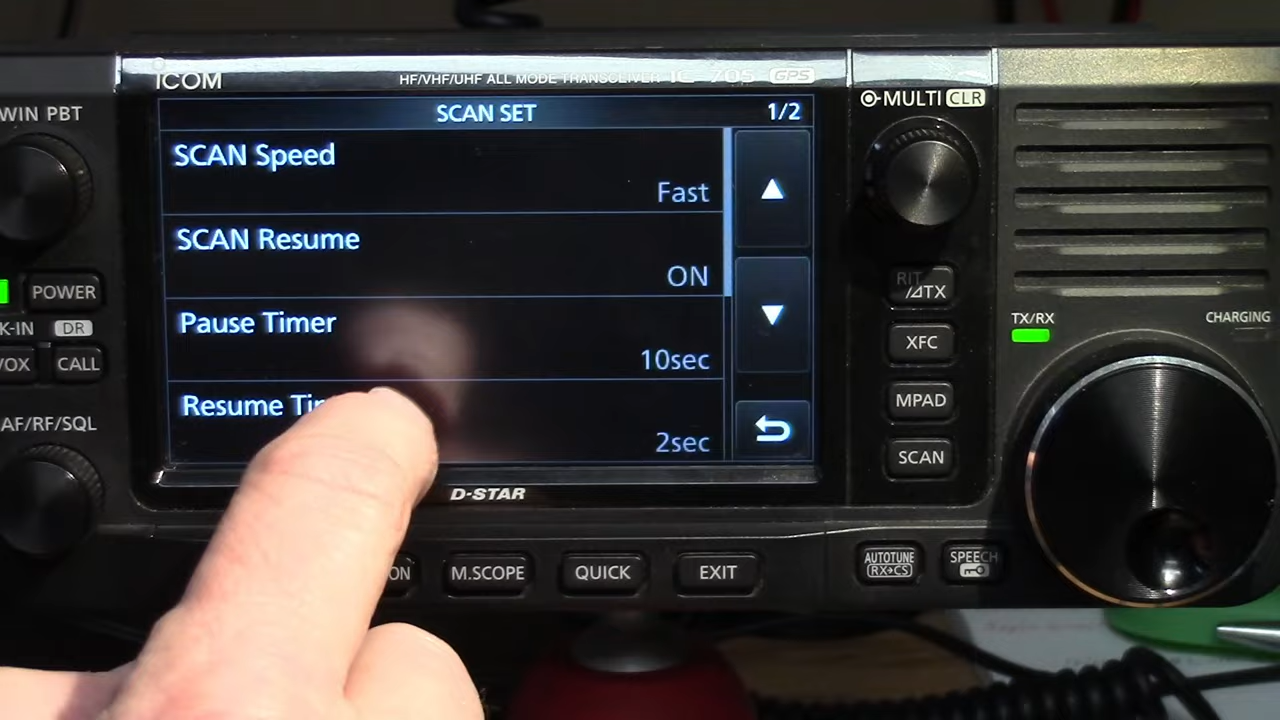 ICOM
HF/VHF/UHF ALL MODE TRANSCEIVER IC-705 GPS
WIN PBT
SCAN SET
1/2
MULTI CLR
SCAN Speed
Fast
SCAN Resume
ON
POWER
K-IN DR
Pause Timer
10sec
RIT
/⊿TX
TX/RX
CHARGING
VOX
CALL
XFC
Resume
2sec
MPAD
AF/RF/SQL
SCAN
D-STAR
ON
M.SCOPE
QUICK
EXIT
AUTOTUNE
RX→CS
SPEECH